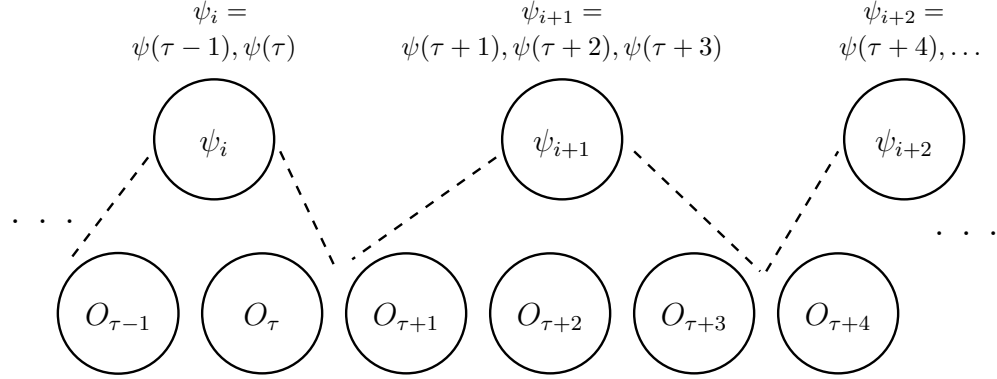 ψ_i = ψ_{i+1} = ψ_{i+2} =
ψ(τ − 1), ψ(τ) ψ(τ + 1), ψ(τ + 2), ψ(τ + 3) ψ(τ + 4), . . .
ψ_i ψ_{i+1} ψ_{i+2}
. . . . . .
O_{τ−1} O_τ O_{τ+1} O_{τ+2} O_{τ+3} O_{τ+4}